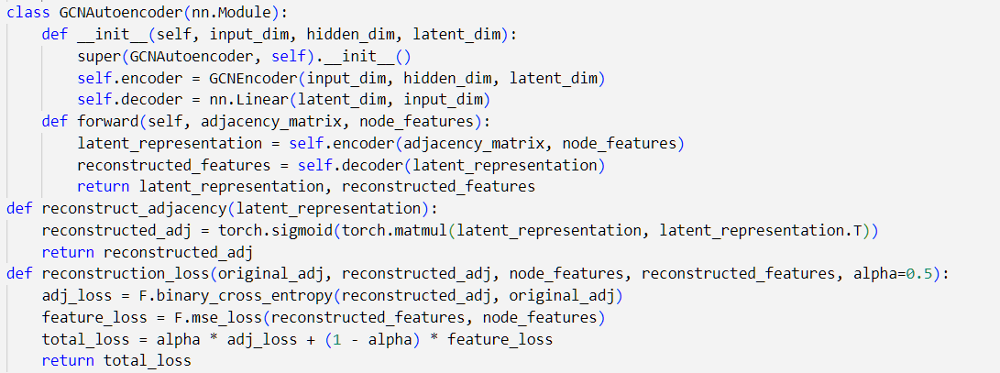 class GCNAutoencoder(nn.Module):
    def __init__(self, input_dim, hidden_dim, latent_dim):
        super(GCNAutoencoder, self).__init__()
        self.encoder = GCNEncoder(input_dim, hidden_dim, latent_dim)
        self.decoder = nn.Linear(latent_dim, input_dim)
    def forward(self, adjacency_matrix, node_features):
        latent_representation = self.encoder(adjacency_matrix, node_features)
        reconstructed_features = self.decoder(latent_representation)
        return latent_representation, reconstructed_features
def reconstruct_adjacency(latent_representation):
    reconstructed_adj = torch.sigmoid(torch.matmul(latent_representation, latent_representation.T))
    return reconstructed_adj
def reconstruction_loss(original_adj, reconstructed_adj, node_features, reconstructed_features, alpha=0.5):
    adj_loss = F.binary_cross_entropy(reconstructed_adj, original_adj)
    feature_loss = F.mse_loss(reconstructed_features, node_features)
    total_loss = alpha * adj_loss + (1 - alpha) * feature_loss
    return total_loss